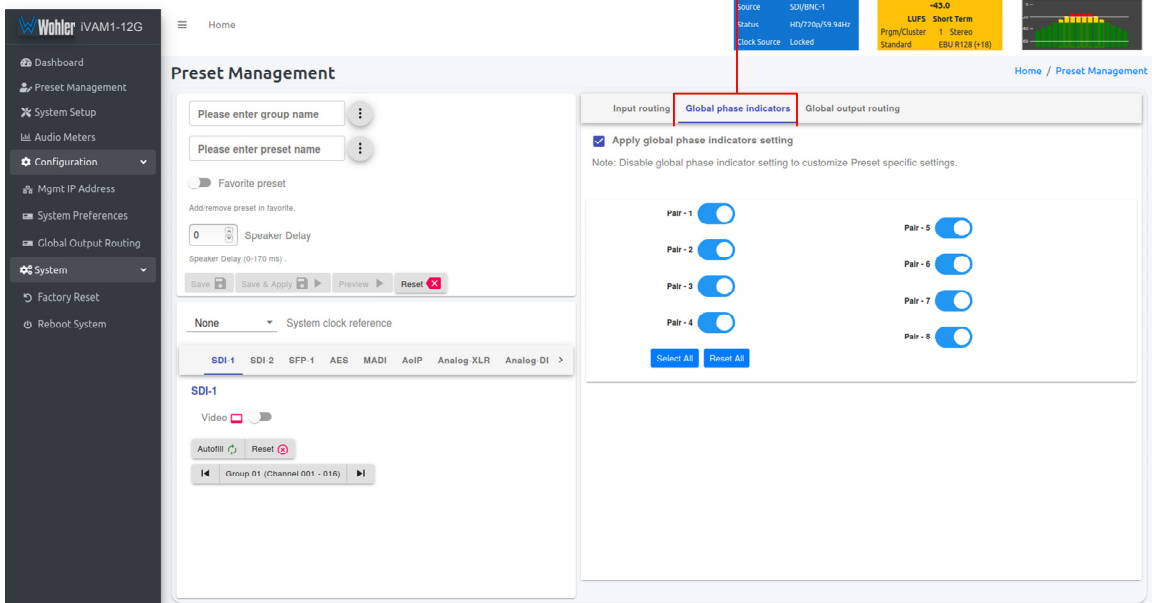 Wohler iVAM1-12G
Home
Source SDI/BNC-1
Status HD/720p/59.94Hz
Clock Source Locked
-43.0
LUFS Short Term
Prgm/Cluster 1 Stereo
Standard EBU R128 (+18)
Dashboard
Preset Management
System Setup
Audio Meters
Configuration
Mgmt IP Address
System Preferences
Global Output Routing
System
Factory Reset
Reboot System
Preset Management
Home / Preset Management
Please enter group name
Please enter preset name
Favorite preset
Add/remove preset in favorite.
0 Speaker Delay
Speaker Delay (0-170 ms) .
Save Save & Apply Preview Reset
None System clock reference
SDI-1 SDI-2 SFP-1 AES MADI AoIP Analog-XLR Analog-DI
SDI-1
Video
Autofill Reset
Group 01 (Channel 001 - 016)
Input routing Global phase indicators Global output routing
Apply global phase indicators setting
Note: Disable global phase indicator setting to customize Preset specific settings.
Pair - 1
Pair - 2
Pair - 3
Pair - 4
Pair - 5
Pair - 6
Pair - 7
Pair - 8
Select All Reset All